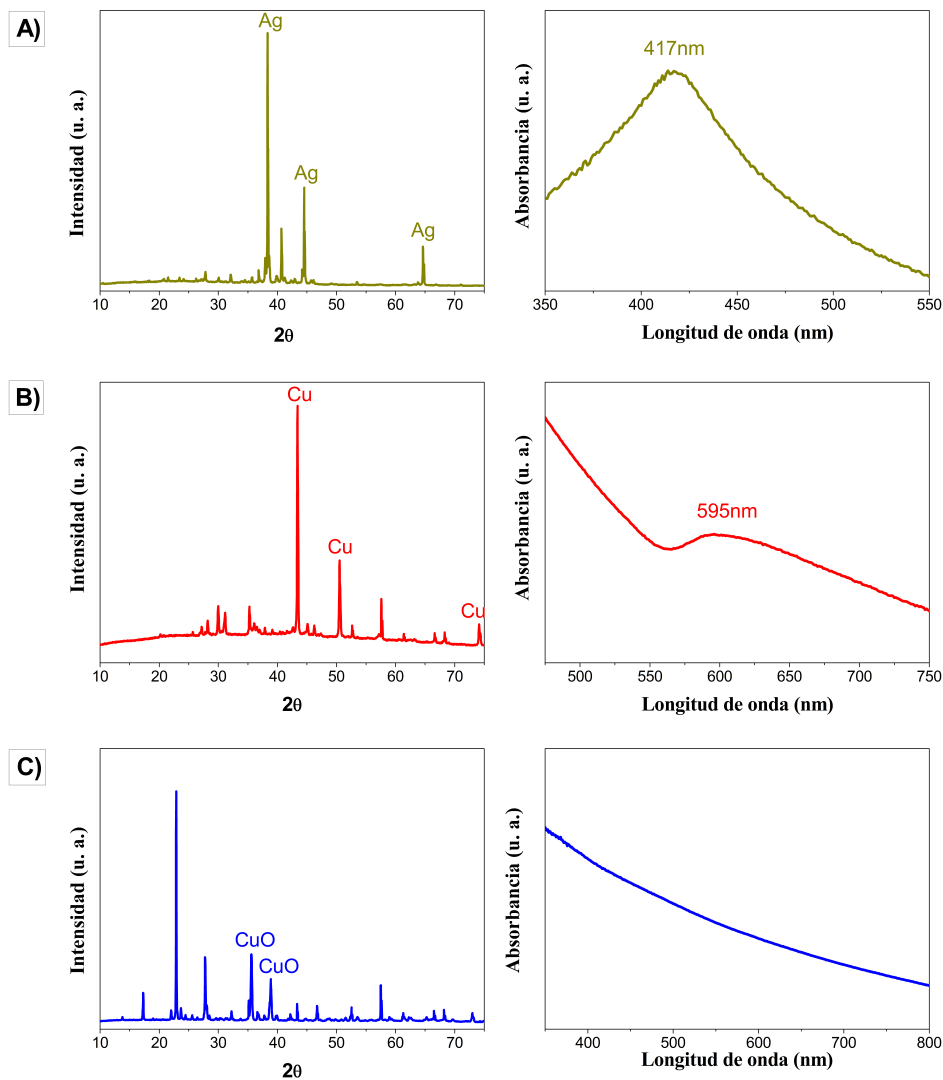 A)
Ag
Ag
Ag
Intensidad (u. a.)
10 20 30 40 50 60 70
2θ
417nm
Absorbancia (u. a.)
350 400 450 500 550
Longitud de onda (nm)
B)
Cu
Cu
Cu
Intensidad (u. a.)
10 20 30 40 50 60 70
2θ
595nm
Absorbancia (u. a.)
500 550 600 650 700 750
Longitud de onda (nm)
C)
CuO
CuO
Intensidad (u. a.)
10 20 30 40 50 60 70
2θ
Absorbancia (u. a.)
400 500 600 700 800
Longitud de onda (nm)